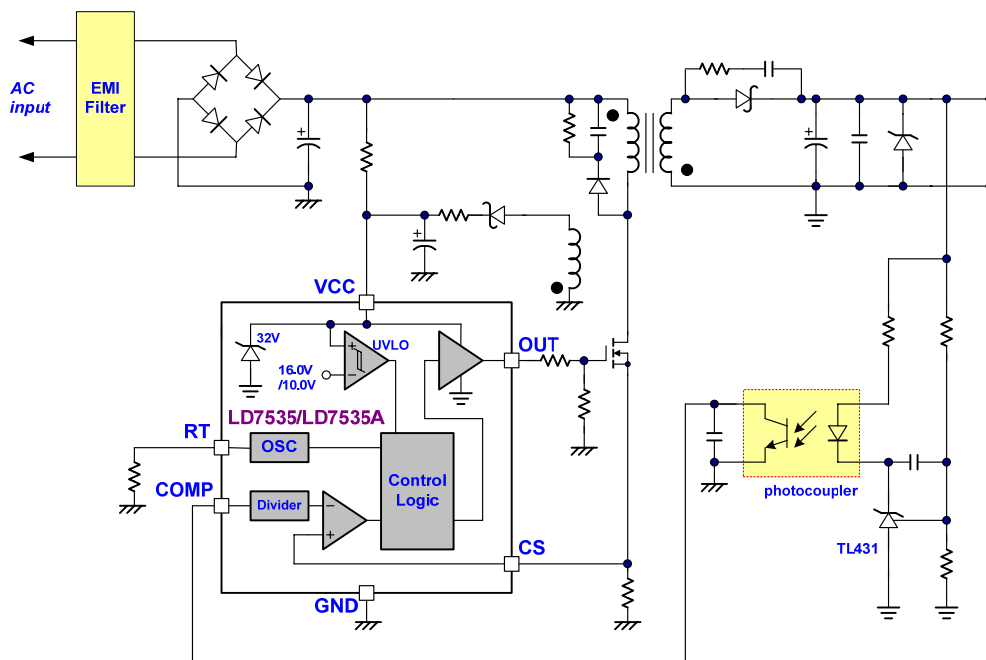 AC
input
EMI
Filter
+
+
+
VCC
32V
+
UVLO
−
16.0V
/10.0V
OUT
LD7535/LD7535A
RT
OSC
Control
Logic
COMP
Divider
−
+
CS
GND
photocoupler
TL431